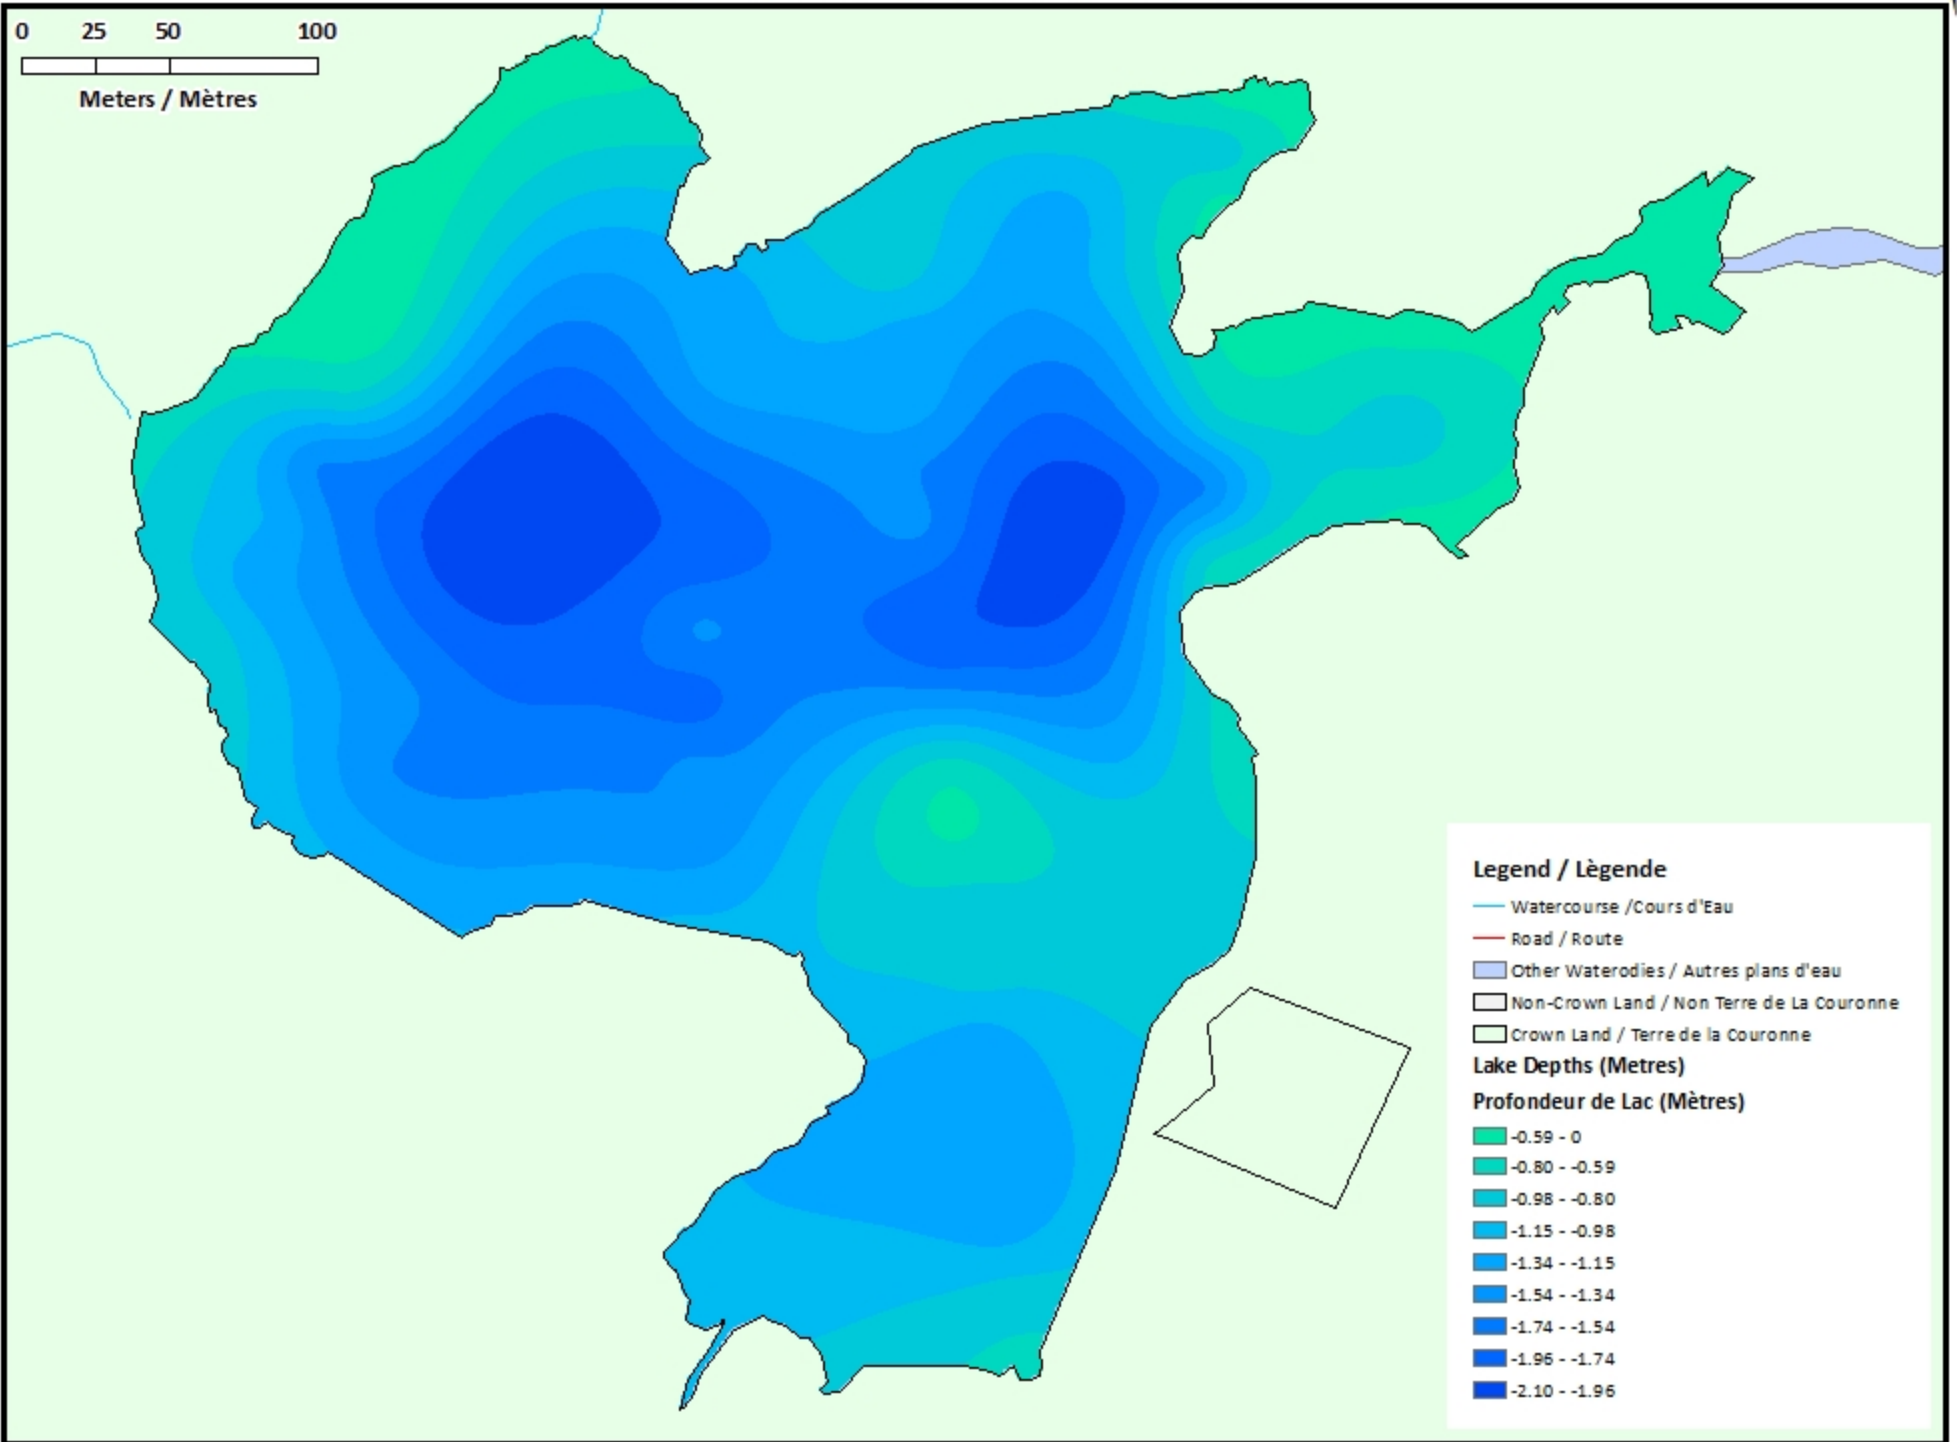 0 25 50 100
Meters / Mètres
Legend / Lègende
Watercourse /Cours d'Eau
Road / Route
Other Waterodies / Autres plans d'eau
Non-Crown Land / Non Terre de La Couronne
Crown Land / Terre de la Couronne
Lake Depths (Metres)
Profondeur de Lac (Mètres)
-0.59 - 0
-0.80 - -0.59
-0.98 - -0.80
-1.15 - -0.98
-1.34 - -1.15
-1.54 - -1.34
-1.74 - -1.54
-1.96 - -1.74
-2.10 - -1.96